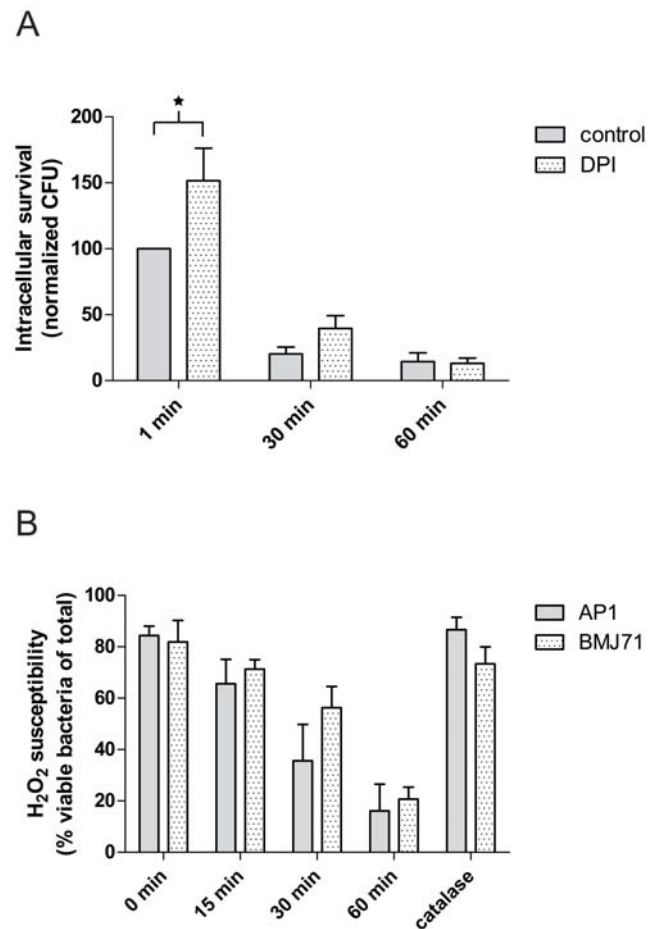 A
200
150
100
50
0
Intracellular survival
(normalized CFU)
1 min
30 min
60 min
control
DPI
B
100
80
60
40
20
0
H₂O₂ susceptibility
(% viable bacteria of total)
0 min
15 min
30 min
60 min
catalase
AP1
BMJ71